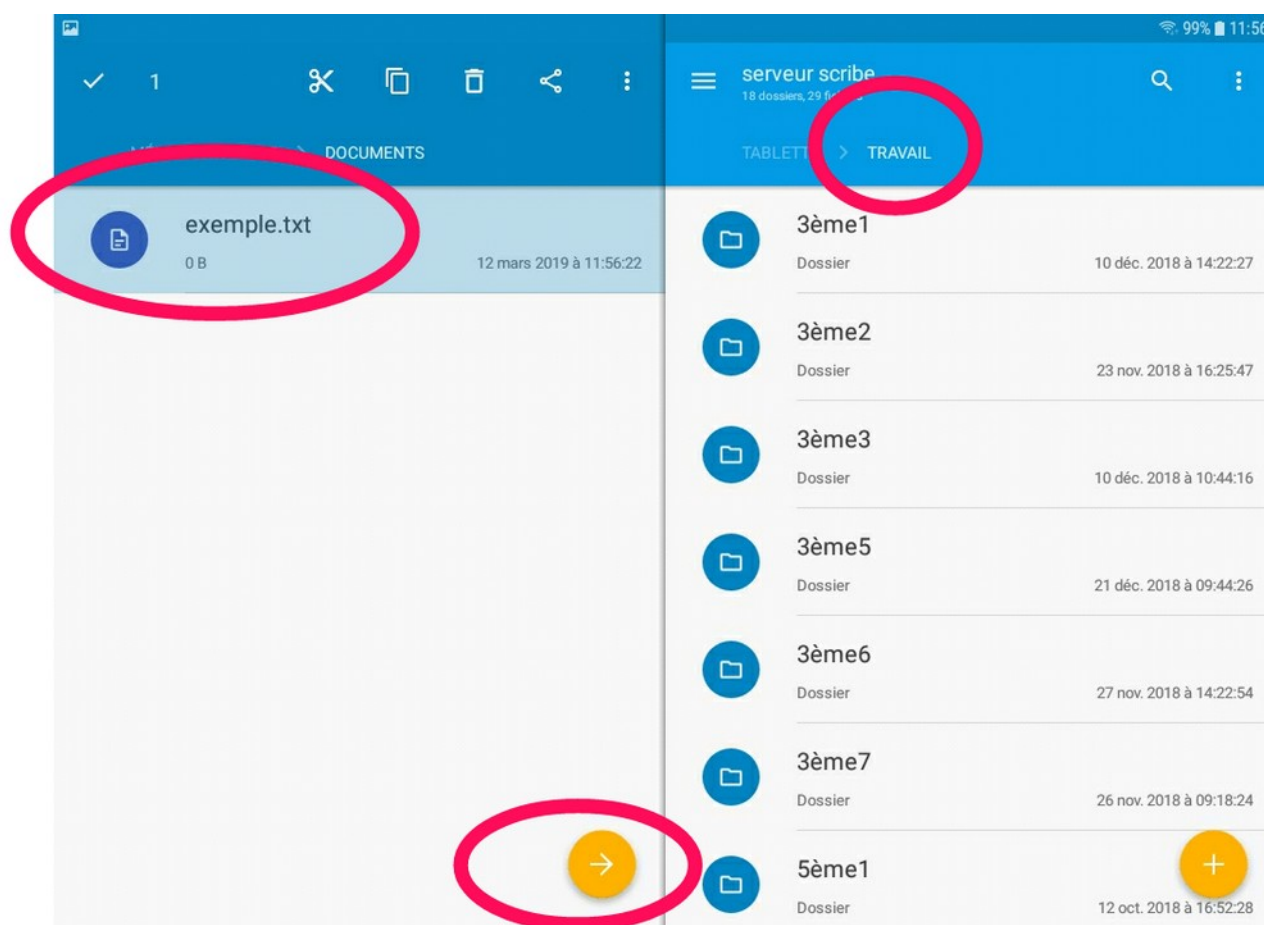 99% 11:56
1
DOCUMENTS
exemple.txt
0 B
12 mars 2019 à 11:56:22
serveur scribe
18 dossiers, 29
TRAVAIL
3ème1
Dossier
10 déc. 2018 à 14:22:27
3ème2
Dossier
23 nov. 2018 à 16:25:47
3ème3
Dossier
10 déc. 2018 à 10:44:16
3ème5
Dossier
21 déc. 2018 à 09:44:26
3ème6
Dossier
27 nov. 2018 à 14:22:54
3ème7
Dossier
26 nov. 2018 à 09:18:24
5ème1
Dossier
12 oct. 2018 à 16:52:28